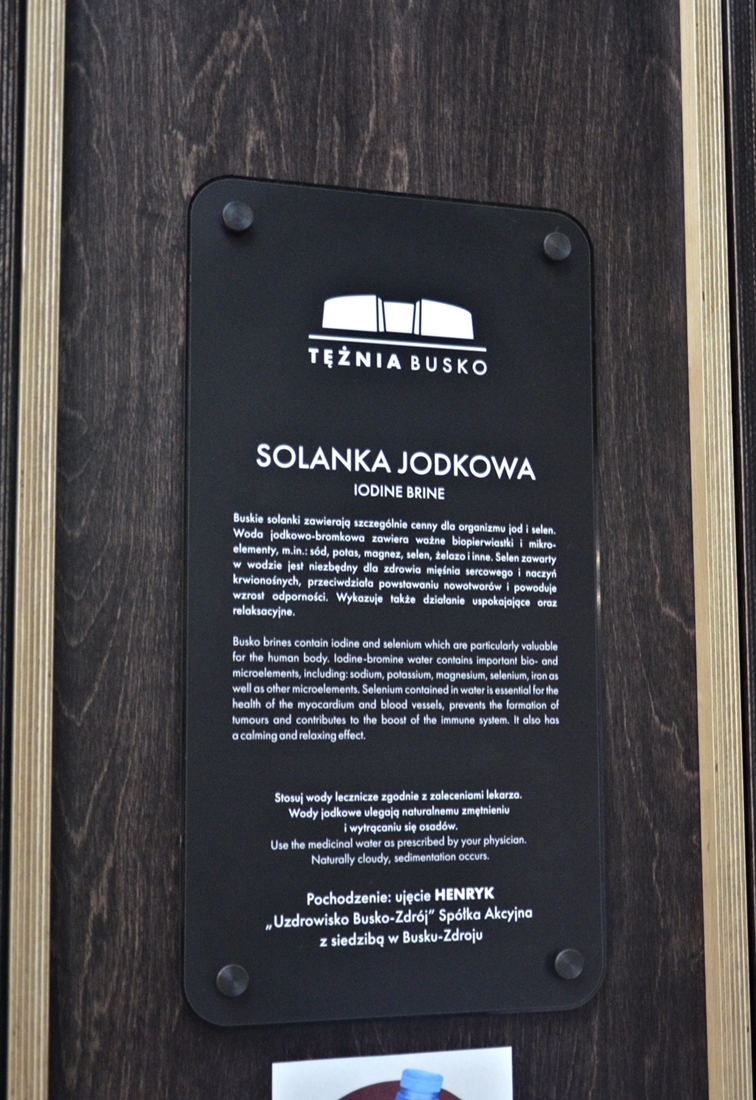 TĘŻNIA BUSKO
SOLANKA JODKOWA
IODINE BRINE
Buskie solanki zawierają szczególnie cenny dla organizmu jod i selen.
Woda jodkowo-bromkowa zawiera ważne biopierwiastki i mikro-
elementy, m.in.: sód, potas, magnez, selen, żelazo i inne. Selen zawarty
w wodzie jest niezbędny dla zdrowia mięśnia sercowego i naczyń
krwionośnych, przeciwdziała powstawaniu nowotworów i powoduje
wzrost odporności. Wykazuje także działanie uspokajające oraz
relaksacyjne.
Busko brines contain iodine and selenium which are particularly valuable
for the human body. Iodine-bromine water contains important bio- and
microelements, including: sodium, potassium, magnesium, selenium, iron as
well as other microelements. Selenium contained in water is essential for the
health of the myocardium and blood vessels, prevents the formation of
tumours and contributes to the boost of the immune system. It also has
a calming and relaxing effect.
Stosuj wody lecznicze zgodnie z zaleceniami lekarza.
Wody jodkowe ulegają naturalnemu zmętnieniu
i wytrącaniu się osadów.
Use the medicinal water as prescribed by your physician.
Naturally cloudy, sedimentation occurs.
Pochodzenie: ujęcie HENRYK
„Uzdrowisko Busko-Zdrój” Spółka Akcyjna
z siedzibą w Busku-Zdroju